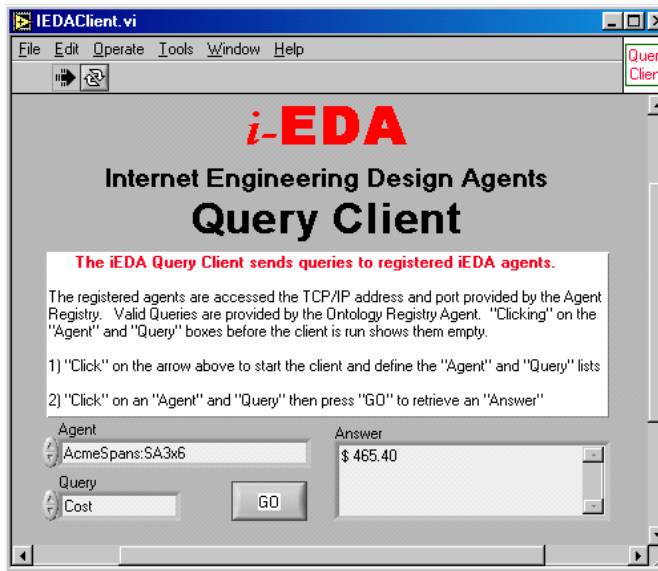 IEDAClient.vi
File Edit Operate Tools Window Help
i-EDA
Internet Engineering Design Agents
Query Client
The iEDA Query Client sends queries to registered iEDA agents.
The registered agents are accessed the TCP/IP address and port provided by the Agent
Registry. Valid Queries are provided by the Ontology Registry Agent. "Clicking" on the
"Agent" and "Query" boxes before the client is run shows them empty.
1) "Click" on the arrow above to start the client and define the "Agent" and "Query" lists
2) "Click" on an "Agent" and "Query" then press "GO" to retrieve an "Answer"
Agent
AcmeSpans:SA3x6
Answer
$ 465.40
Query
Cost
GO